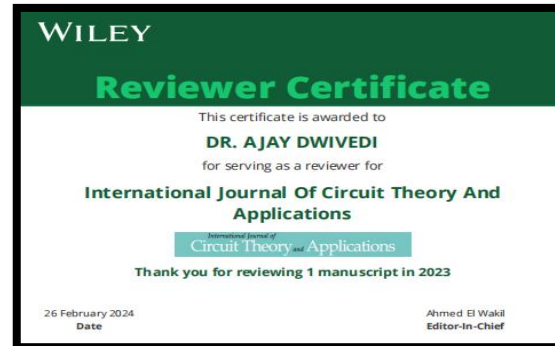 WILEY
Reviewer Certificate
This certificate is awarded to
DR. AJAY DWIVEDI
for serving as a reviewer for
International Journal Of Circuit Theory And
Applications
International Journal of
Circuit Theory and Applications
Thank you for reviewing 1 manuscript in 2023
26 February 2024
Date
Ahmed El Wakil
Editor-In-Chief